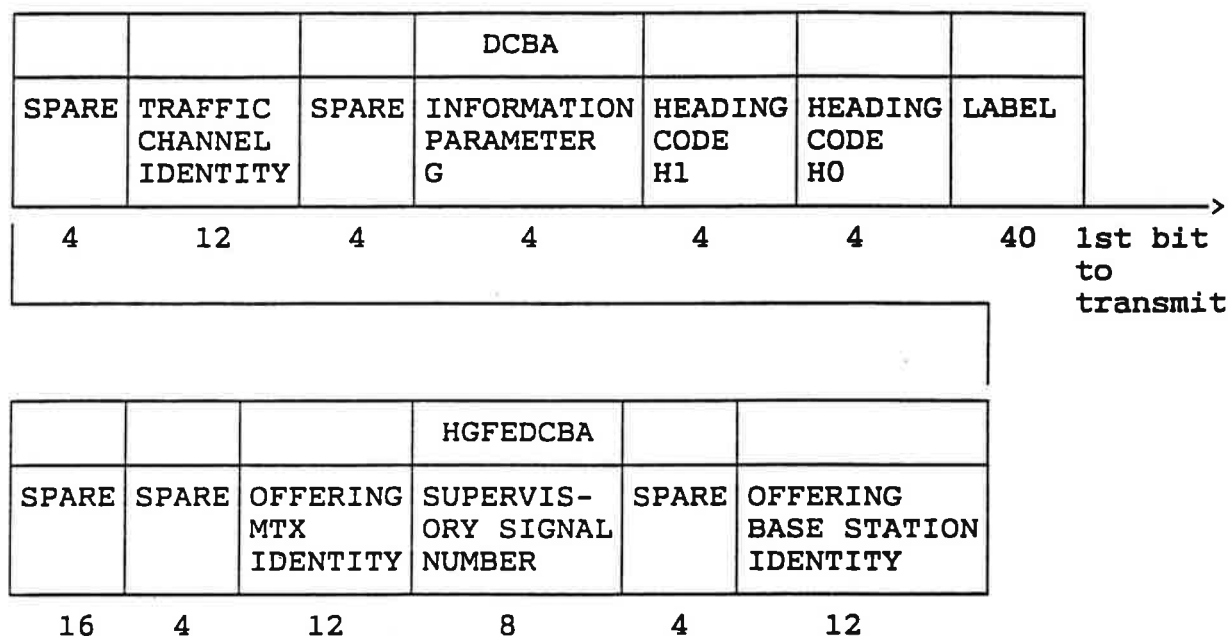 DCBA
SPARE TRAFFIC CHANNEL IDENTITY SPARE INFORMATION PARAMETER G HEADING CODE H1 HEADING CODE H0 LABEL
4 12 4 4 4 4 40 1st bit to transmit
HGFEDCBA
SPARE SPARE OFFERING MTX IDENTITY SUPERVIS- ORY SIGNAL NUMBER SPARE OFFERING BASE STATION IDENTITY
16 4 12 8 4 12